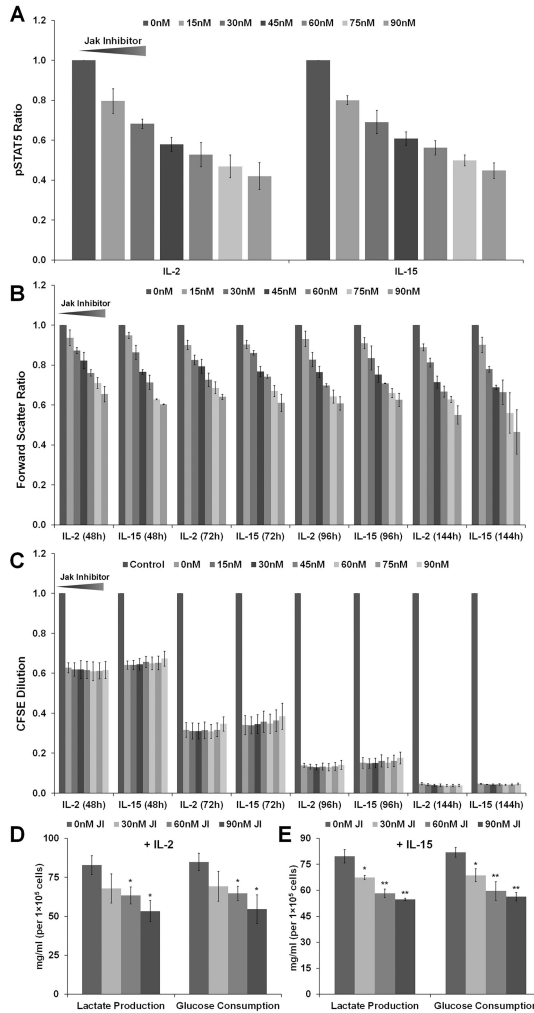 A
0nM 15nM 30nM 45nM 60nM 75nM 90nM
Jak Inhibitor
pSTAT5 Ratio
1.2
1.0
0.8
0.6
0.4
0.2
0.0
IL-2 IL-15
B
0nM 15nM 30nM 45nM 60nM 75nM 90nM
Jak Inhibitor
Forward Scatter Ratio
1.2
1.0
0.8
0.6
0.4
0.2
0.0
IL-2 (48h) IL-15 (48h) IL-2 (72h) IL-15 (72h) IL-2 (96h) IL-15 (96h) IL-2 (144h) IL-15 (144h)
C
Control 0nM 15nM 30nM 45nM 60nM 75nM 90nM
Jak Inhibitor
CFSE Dilution
1.2
1.0
0.8
0.6
0.4
0.2
0.0
IL-2 (48h) IL-15 (48h) IL-2 (72h) IL-15 (72h) IL-2 (96h) IL-15 (96h) IL-2 (144h) IL-15 (144h)
D
0nM JI 30nM JI 60nM JI 90nM JI
+ IL-2
mg/ml (per 1×10⁵ cells)
100
75
50
25
0
* * * *
Lactate Production Glucose Consumption
E
0nM JI 30nM JI 60nM JI 90nM JI
+ IL-15
mg/ml (per 1×10⁵ cells)
90
75
60
45
30
15
0
* ** ** * ** **
Lactate Production Glucose Consumption